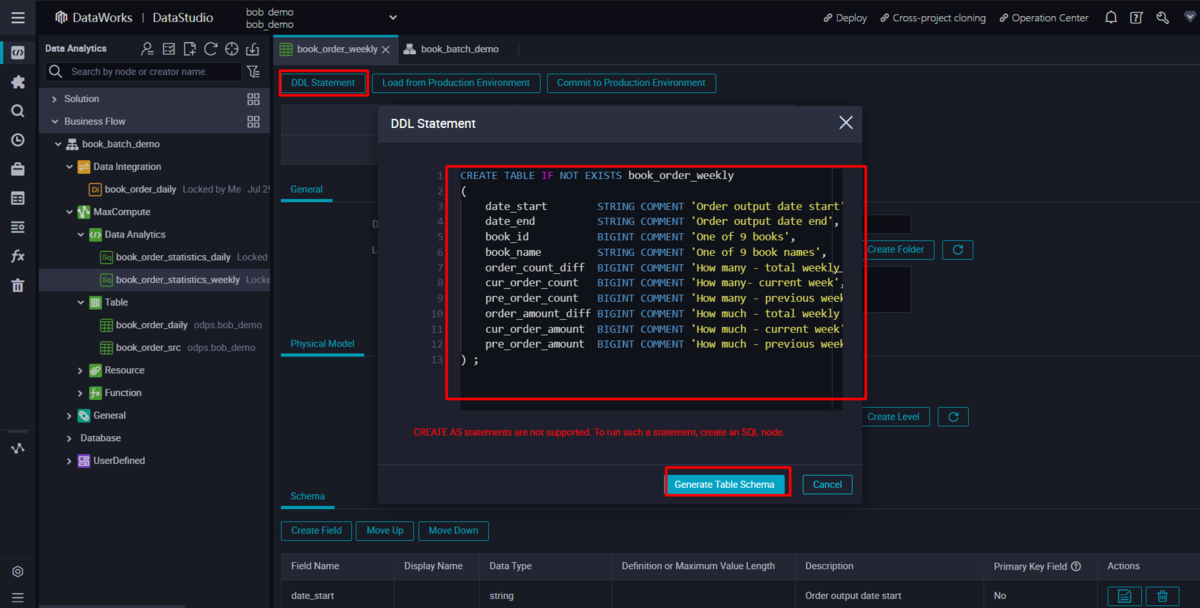 DataWorks | DataStudio
bob_demo
bob_demo
Deploy
Cross-project cloning
Operation Center
Data Analytics
Search by node or creator name.
Solution
Business Flow
book_batch_demo
Data Integration
DI book_order_daily Locked by Me Jul 29
MaxCompute
Data Analytics
Sq book_order_statistics_daily Locked
Sq book_order_statistics_weekly Locke
Table
book_order_daily odps.bob_demo
book_order_src odps.bob_demo
Resource
Function
General
Database
UserDefined
book_order_weekly
book_batch_demo
DDL Statement
Load from Production Environment
Commit to Production Environment
General
Create Folder
Physical Model
Create Level
DDL Statement
1 CREATE TABLE IF NOT EXISTS book_order_weekly
2 (
3 date_start STRING COMMENT 'Order output date start'
4 date_end STRING COMMENT 'Order output date end',
5 book_id BIGINT COMMENT 'One of 9 books',
6 book_name STRING COMMENT 'One of 9 book names',
7 order_count_diff BIGINT COMMENT 'How many - total weekly
8 cur_order_count BIGINT COMMENT 'How many- current week',
9 pre_order_count BIGINT COMMENT 'How many - previous week
10 order_amount_diff BIGINT COMMENT 'How much - total weekly
11 cur_order_amount BIGINT COMMENT 'How much - current week'
12 pre_order_amount BIGINT COMMENT 'How much - previous week
13 ) ;
CREATE AS statements are not supported. To run such a statement, create an SQL node.
Generate Table Schema
Cancel
Schema
Create Field
Move Up
Move Down
Field Name Display Name Data Type Definition or Maximum Value Length Description Primary Key Field Actions
date_start string Order output date start No